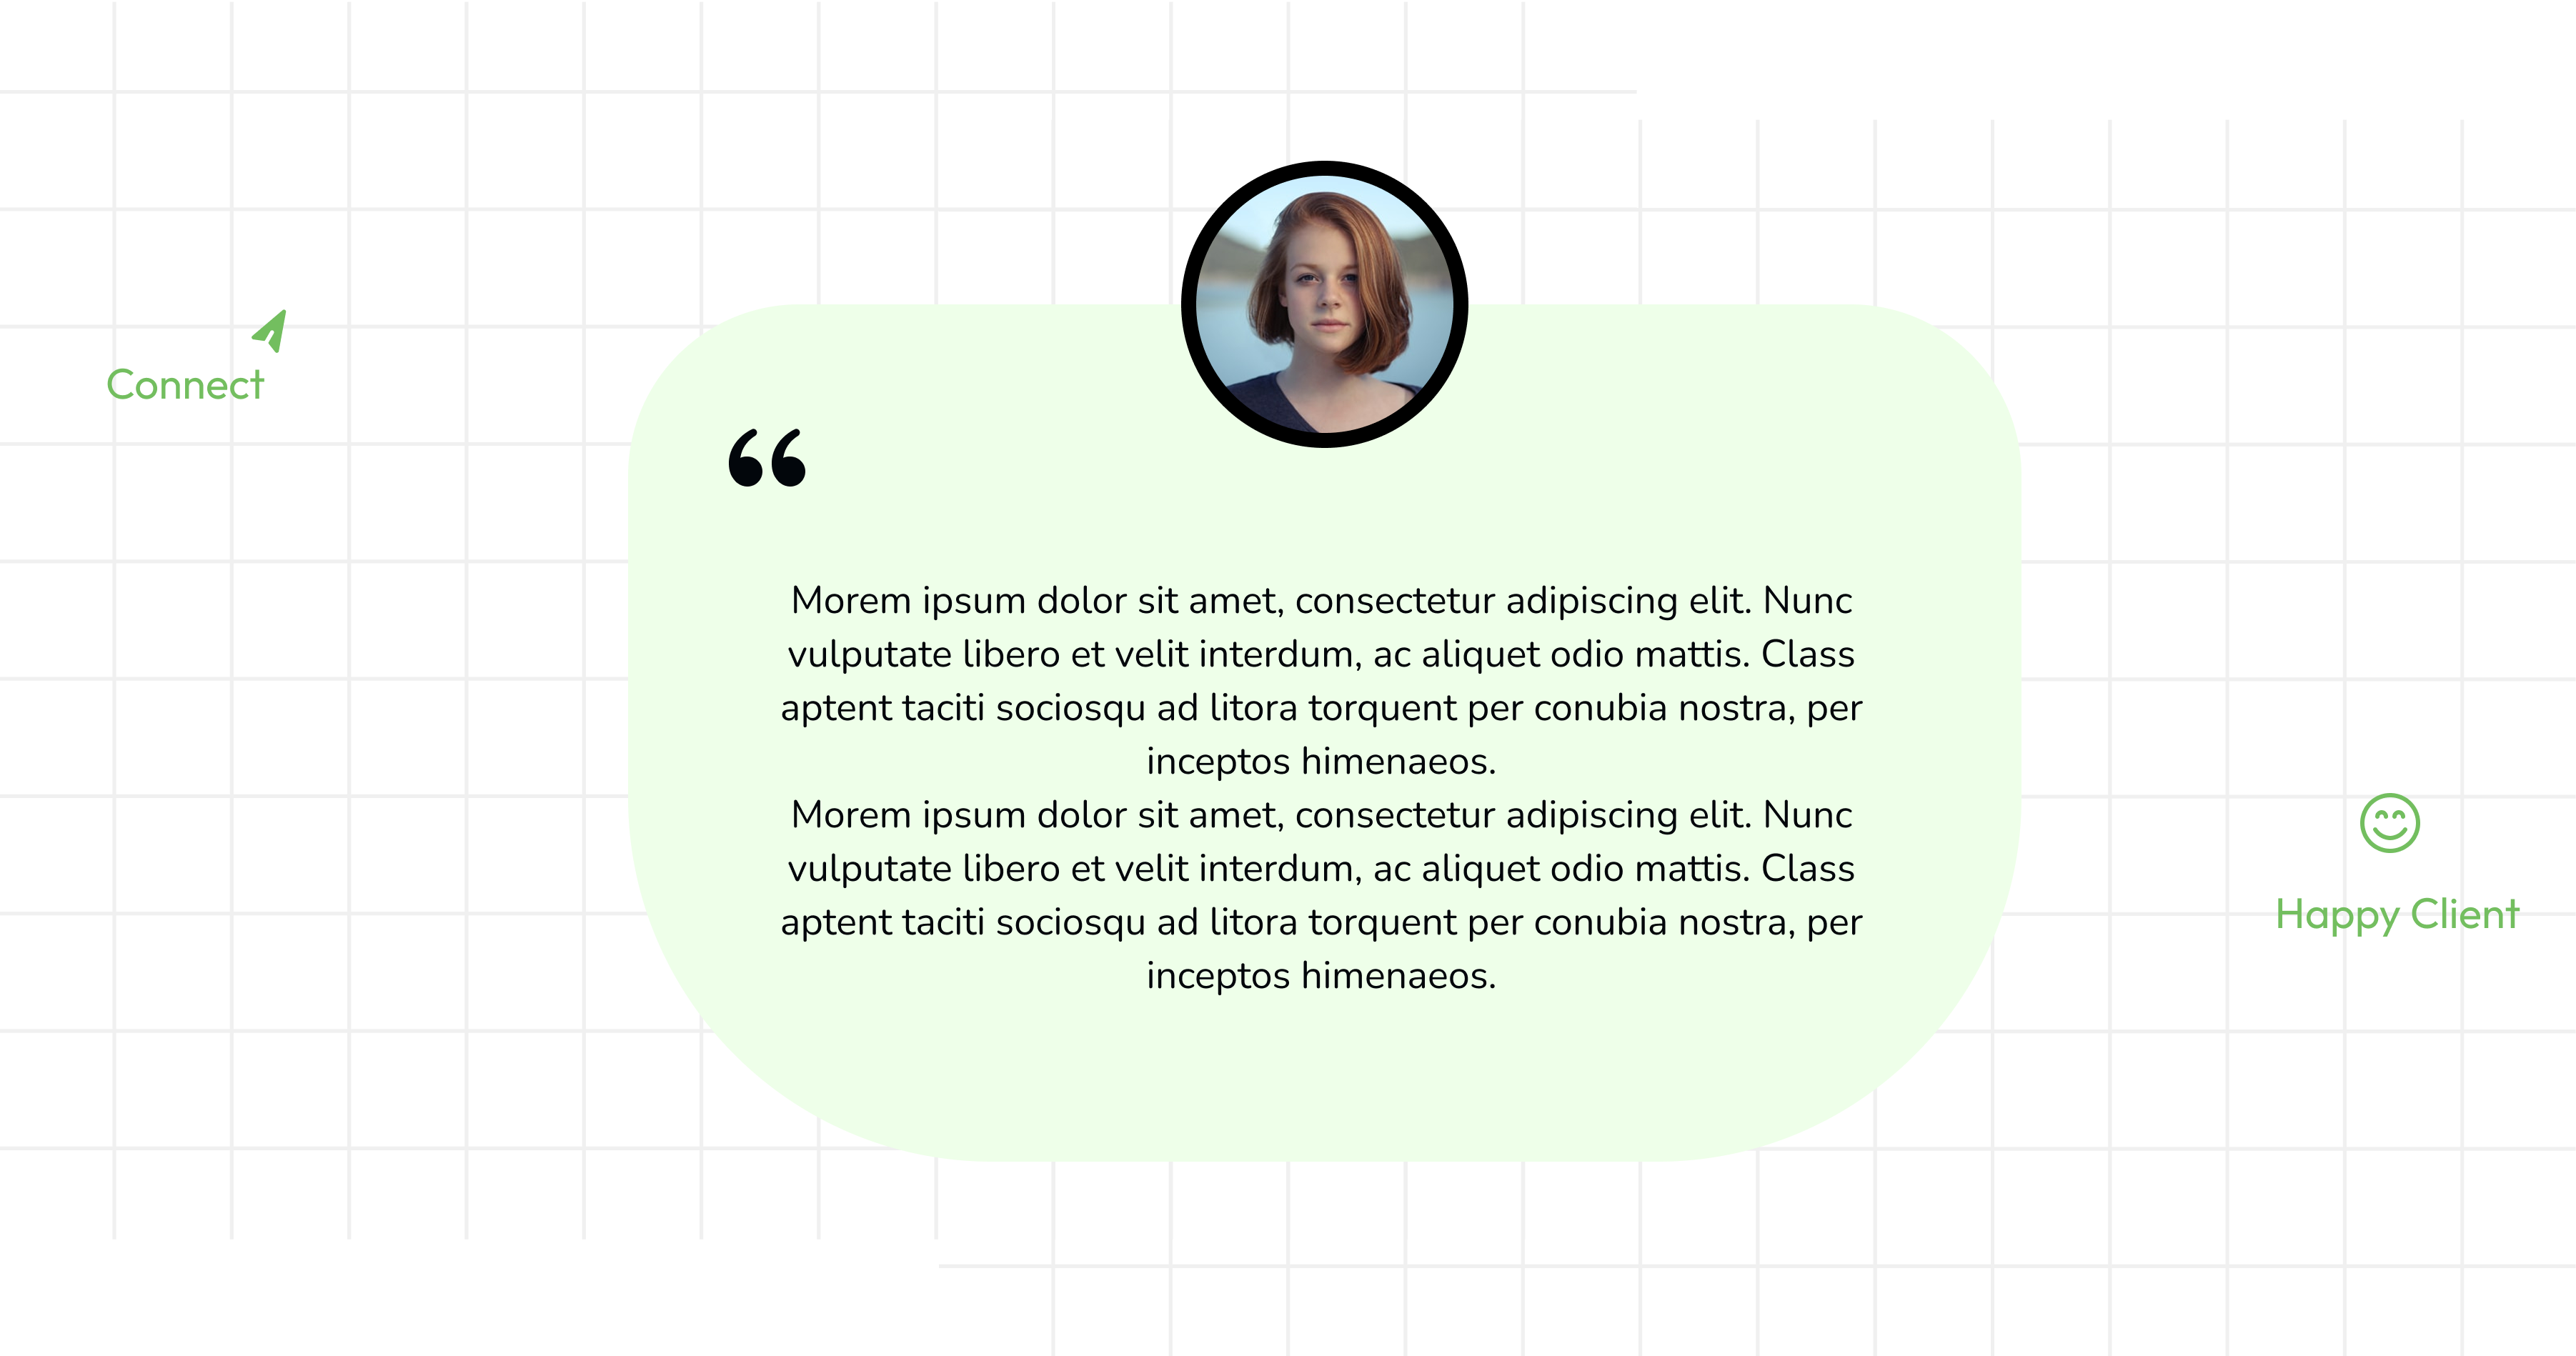 Connect
“
Morem ipsum dolor sit amet, consectetur adipiscing elit. Nunc
vulputate libero et velit interdum, ac aliquet odio mattis. Class
aptent taciti sociosqu ad litora torquent per conubia nostra, per
inceptos himenaeos.
Morem ipsum dolor sit amet, consectetur adipiscing elit. Nunc
vulputate libero et velit interdum, ac aliquet odio mattis. Class
aptent taciti sociosqu ad litora torquent per conubia nostra, per
inceptos himenaeos.
Happy Client